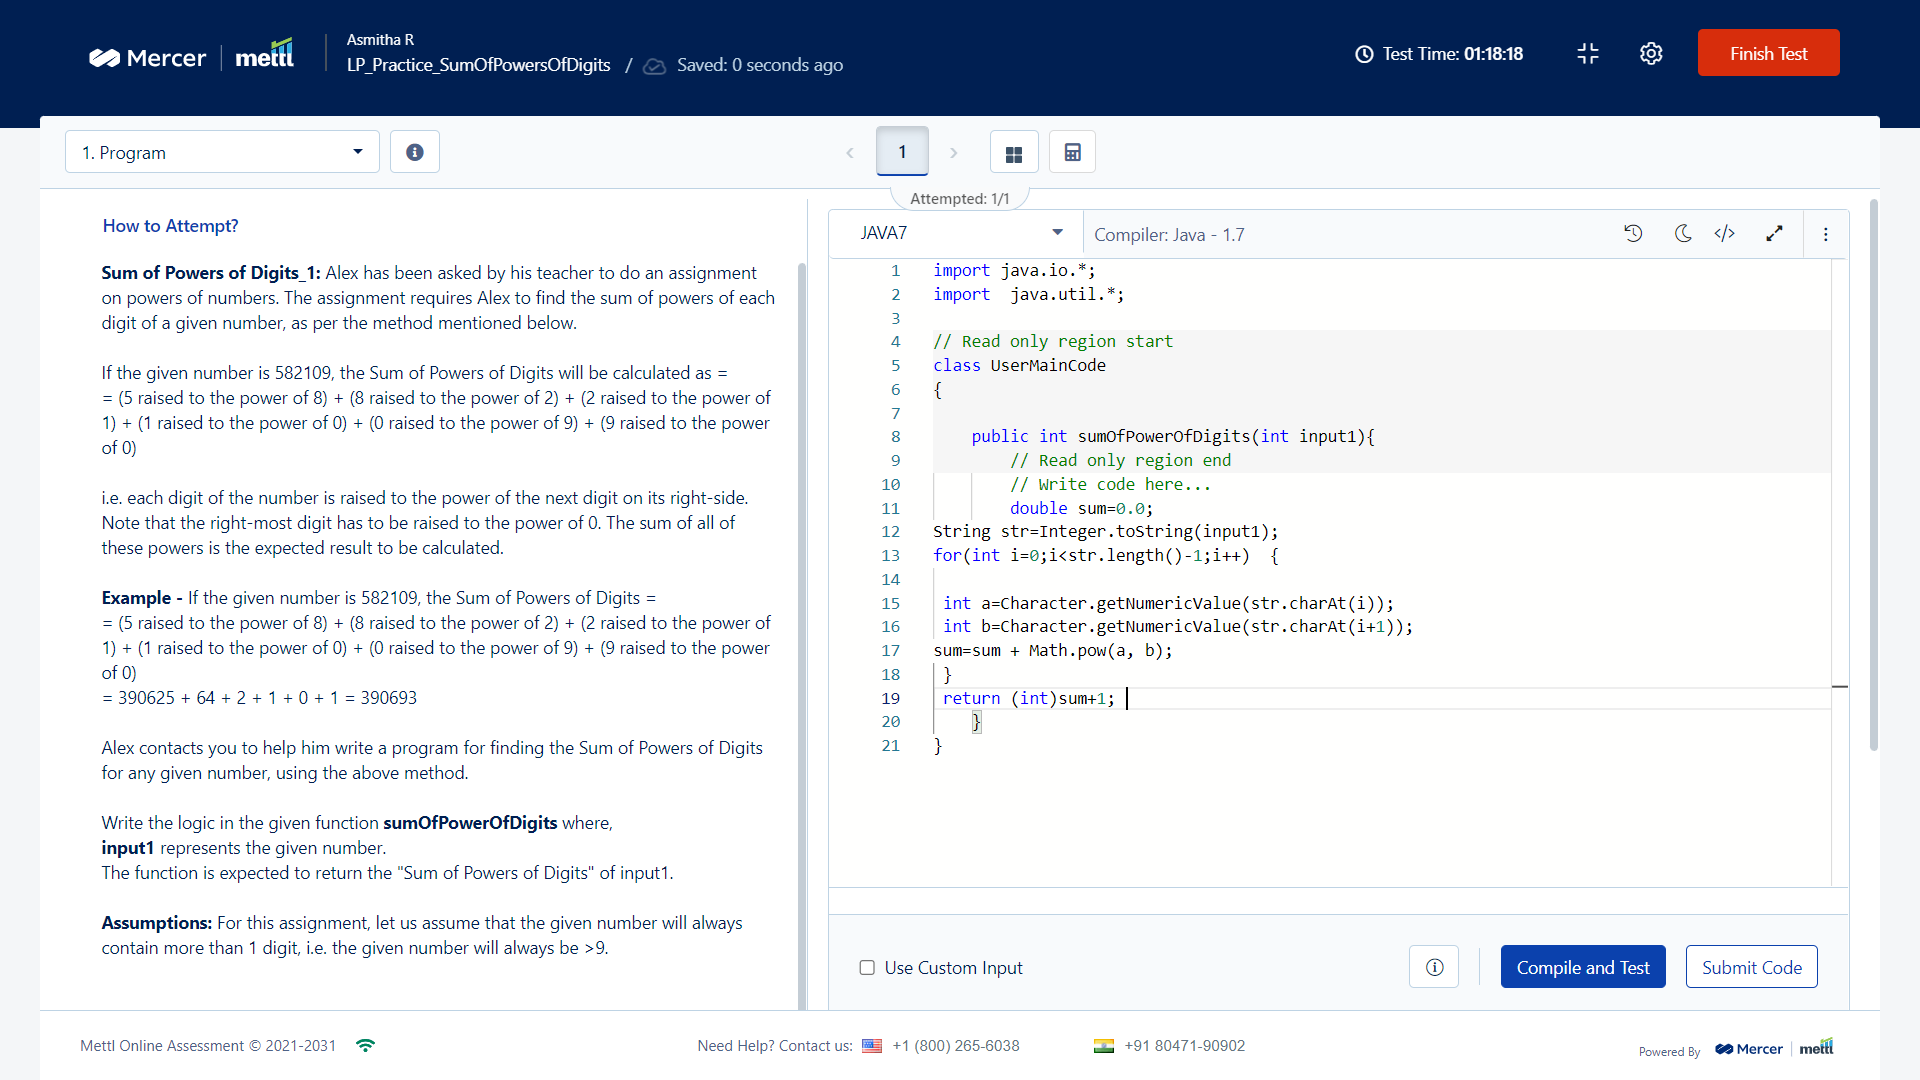 Mercer | mettl
Asmitha R
LP_Practice_SumOfPowersOfDigits / Saved: 0 seconds ago
Test Time: 01:18:18
Finish Test
1. Program
1
Attempted: 1/1
How to Attempt?
Sum of Powers of Digits_1: Alex has been asked by his teacher to do an assignment
on powers of numbers. The assignment requires Alex to find the sum of powers of each
digit of a given number, as per the method mentioned below.
If the given number is 582109, the Sum of Powers of Digits will be calculated as =
= (5 raised to the power of 8) + (8 raised to the power of 2) + (2 raised to the power of
1) + (1 raised to the power of 0) + (0 raised to the power of 9) + (9 raised to the power
of 0)
i.e. each digit of the number is raised to the power of the next digit on its right-side.
Note that the right-most digit has to be raised to the power of 0. The sum of all of
these powers is the expected result to be calculated.
Example - If the given number is 582109, the Sum of Powers of Digits =
= (5 raised to the power of 8) + (8 raised to the power of 2) + (2 raised to the power of
1) + (1 raised to the power of 0) + (0 raised to the power of 9) + (9 raised to the power
of 0)
= 390625 + 64 + 2 + 1 + 0 + 1 = 390693
Alex contacts you to help him write a program for finding the Sum of Powers of Digits
for any given number, using the above method.
Write the logic in the given function sumOfPowerOfDigits where,
input1 represents the given number.
The function is expected to return the "Sum of Powers of Digits" of input1.
Assumptions: For this assignment, let us assume that the given number will always
contain more than 1 digit, i.e. the given number will always be >9.
JAVA7
Compiler: Java - 1.7
1 import java.io.*;
2 import  java.util.*;
3
4 // Read only region start
5 class UserMainCode
6 {
7
8     public int sumOfPowerOfDigits(int input1){
9         // Read only region end
10         // Write code here...
11         double sum=0.0;
12 String str=Integer.toString(input1);
13 for(int i=0;i<str.length()-1;i++)  {
14
15  int a=Character.getNumericValue(str.charAt(i));
16  int b=Character.getNumericValue(str.charAt(i+1));
17 sum=sum + Math.pow(a, b);
18  }
19  return (int)sum+1;
20     }
21 }
Use Custom Input
Compile and Test
Submit Code
Mettl Online Assessment © 2021-2031
Need Help? Contact us: +1 (800) 265-6038
+91 80471-90902
Powered By Mercer | mettl